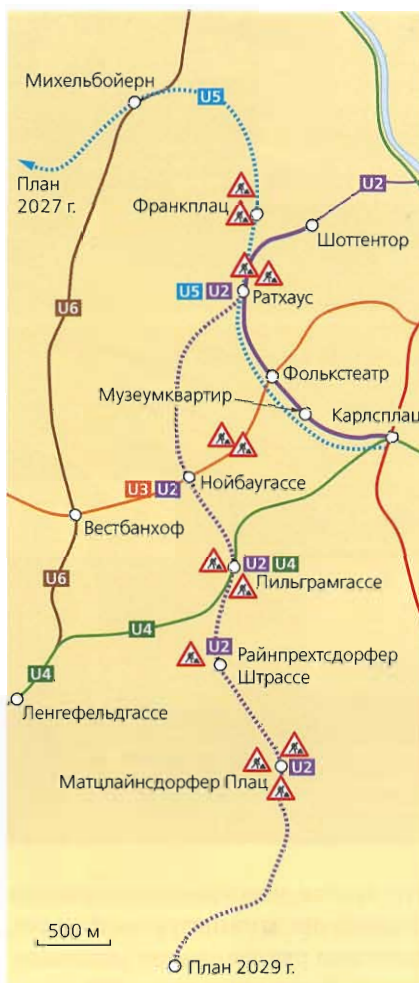 Михельбойерн
U5
План
2027 г.
Франкплац
U2
Шоттентор
U5 U2
Ратхаус
U6
Фолькстеатр
Музеумквартир
Карлсплац
Нойбаугассе
U3 U2
Вестбанхоф
U2 U4
Пильграмгассе
U6
U4
U2
Райнпрехтсдорфер
Штрассе
U4
Ленгефельдгассе
U2
Матцлайнсдорфер Плац
500 м
План 2029 г.